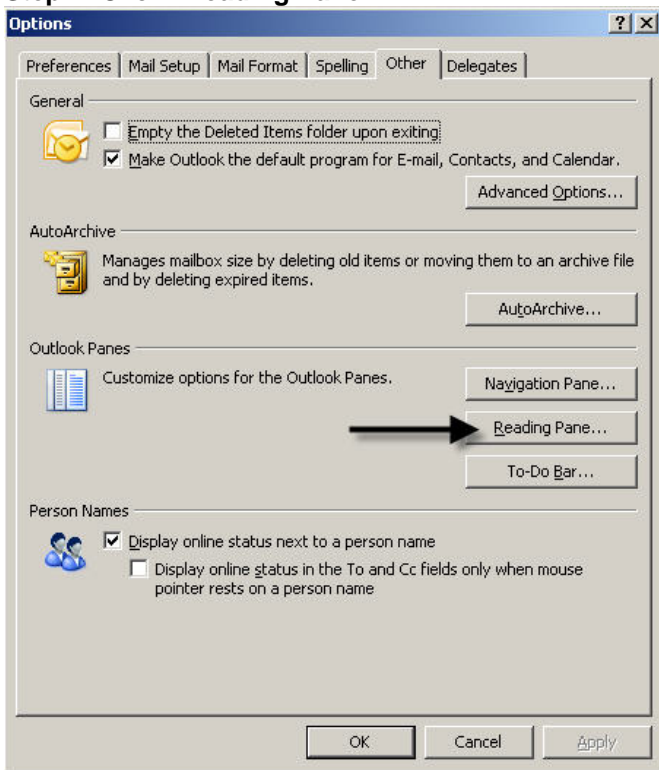 Options
Preferences Mail Setup Mail Format Spelling Other Delegates
General
Empty the Deleted Items folder upon exiting
Make Outlook the default program for E-mail, Contacts, and Calendar.
Advanced Options...
AutoArchive
Manages mailbox size by deleting old items or moving them to an archive file
and by deleting expired items.
AutoArchive...
Outlook Panes
Customize options for the Outlook Panes.
Navigation Pane...
Reading Pane...
To-Do Bar...
Person Names
Display online status next to a person name
Display online status in the To and Cc fields only when mouse
pointer rests on a person name
OK Cancel Apply